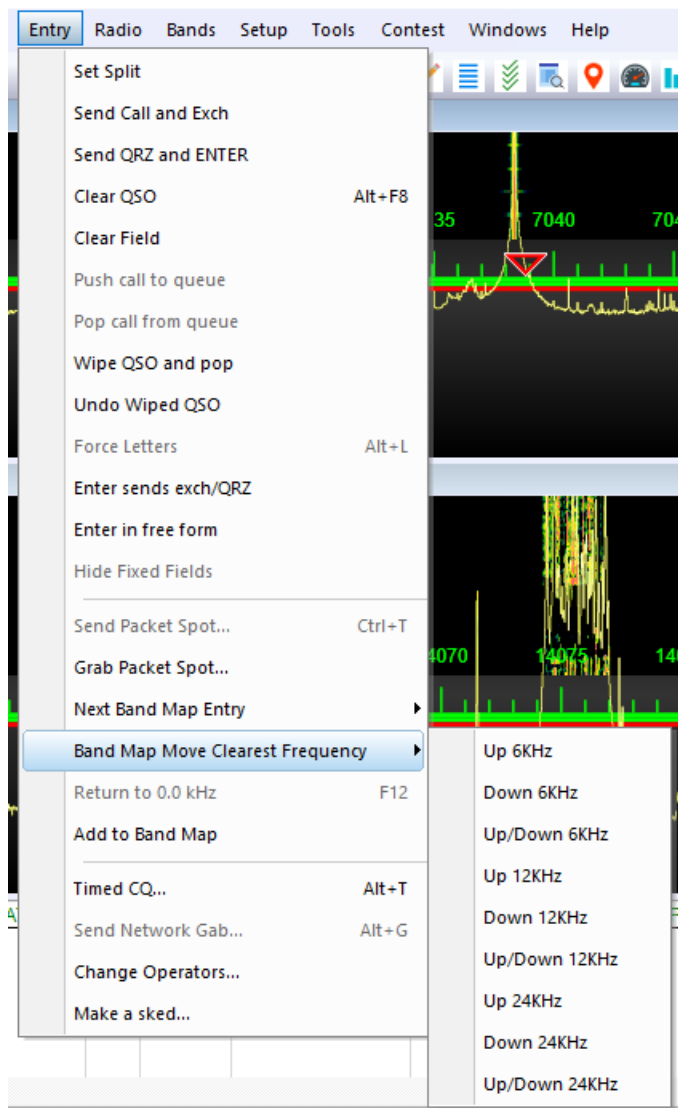 Entry Radio Bands Setup Tools Contest Windows Help
Set Split
Send Call and Exch
Send QRZ and ENTER
Clear QSO Alt+F8
35 7040
Clear Field
Push call to queue
Pop call from queue
Wipe QSO and pop
Undo Wiped QSO
Force Letters Alt+L
Enter sends exch/QRZ
Enter in free form
Hide Fixed Fields
Send Packet Spot... Ctrl+T
4070 14075
Grab Packet Spot...
Next Band Map Entry
Band Map Move Clearest Frequency
Up 6KHz
Return to 0.0 kHz F12
Down 6KHz
Add to Band Map
Up/Down 6KHz
Timed CQ... Alt+T
Up 12KHz
Send Network Gab... Alt+G
Down 12KHz
Change Operators...
Up/Down 12KHz
Make a sked...
Up 24KHz
Down 24KHz
Up/Down 24KHz